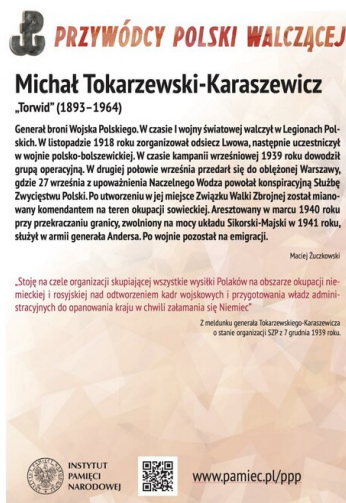 PRZYWÓDCY POLSKI WALCZĄCEJ
Michał Tokarzewski-Karaszewicz
„Torwid” (1893–1964)
Generał broni Wojska Polskiego. W czasie I wojny światowej walczył w Legionach Pol-
skich. W listopadzie 1918 roku zorganizował odsiecz Lwowa, następnie uczestniczył
w wojnie polsko-bolszewickiej. W czasie kampanii wrześniowej 1939 roku dowodził
grupą operacyjną. W drugiej połowie września przedarł się do oblężonej Warszawy,
gdzie 27 września z upoważnienia Naczelnego Wodza powołał konspiracyjną Służbę
Zwycięstwu Polski. Po utworzeniu w jej miejsce Związku Walki Zbrojnej został miano-
wany komendantem na teren okupacji sowieckiej. Aresztowany w marcu 1940 roku
przy przekraczaniu granicy, zwolniony na mocy układu Sikorski-Majski w 1941 roku,
służył w armii generała Andersa. Po wojnie pozostał na emigracji.
Maciej Żuczkowski
„Stoję na czele organizacji skupiającej wszystkie wysiłki Polaków na obszarze okupacji nie-
mieckiej i rosyjskiej nad odtworzeniem kadr wojskowych i przygotowania władz admini-
stracyjnych do opanowania kraju w chwili załamania się Niemiec”
Z meldunku generała Tokarzewskiego-Karaszewicza
o stanie organizacji SZP z 7 grudnia 1939 roku.
INSTYTUT
PAMIĘCI
NARODOWEJ
www.pamiec.pl/ppp